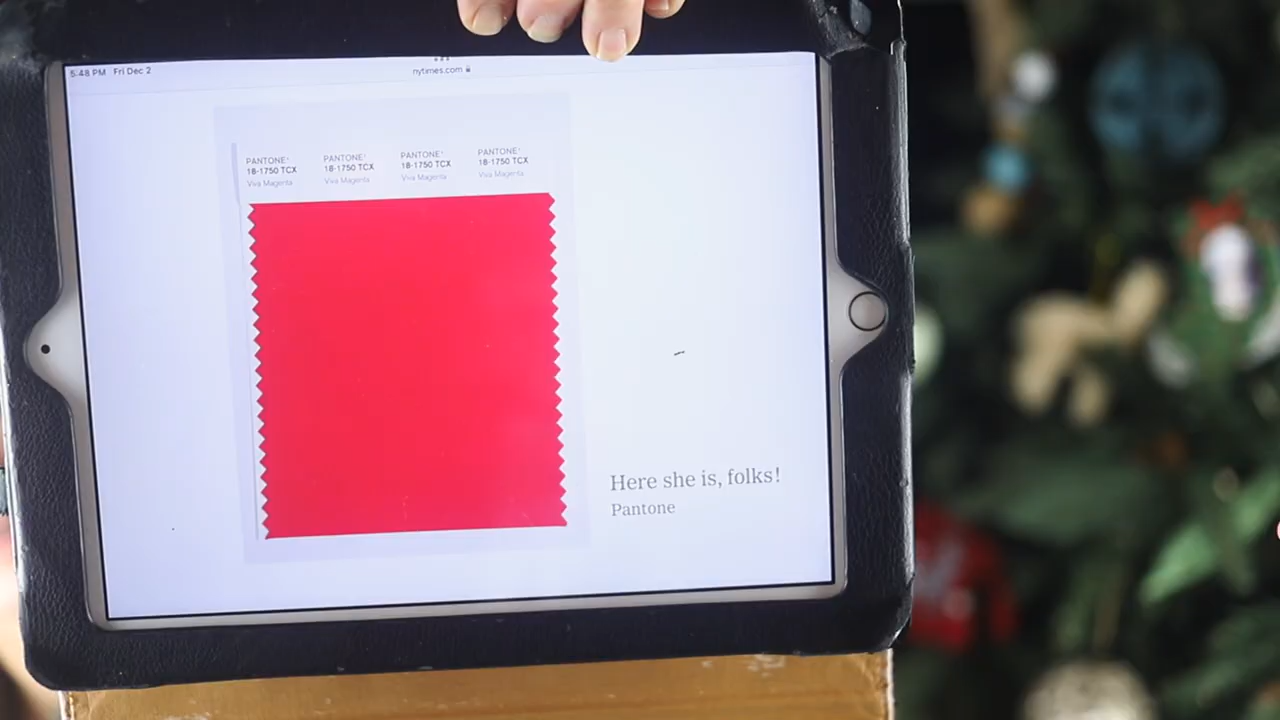 5:48 PM Fri Dec 2
nytimes.com
PANTONE® PANTONE® PANTONE® PANTONE®
18-1750 TCX 18-1750 TCX 18-1750 TCX 18-1750 TCX
Viva Magenta Viva Magenta Viva Magenta Viva Magenta
Here she is, folks!
Pantone